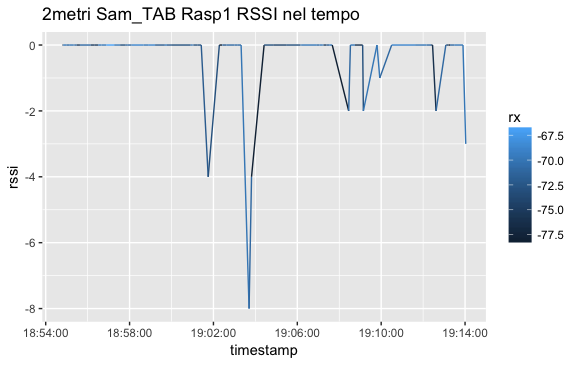 2metri Sam_TAB Rasp1 RSSI nel tempo
0
-2
-4
-6
-8
rssi
18:54:00 18:58:00 19:02:00 19:06:00 19:10:00 19:14:00
timestamp
rx
-67.5
-70.0
-72.5
-75.0
-77.5